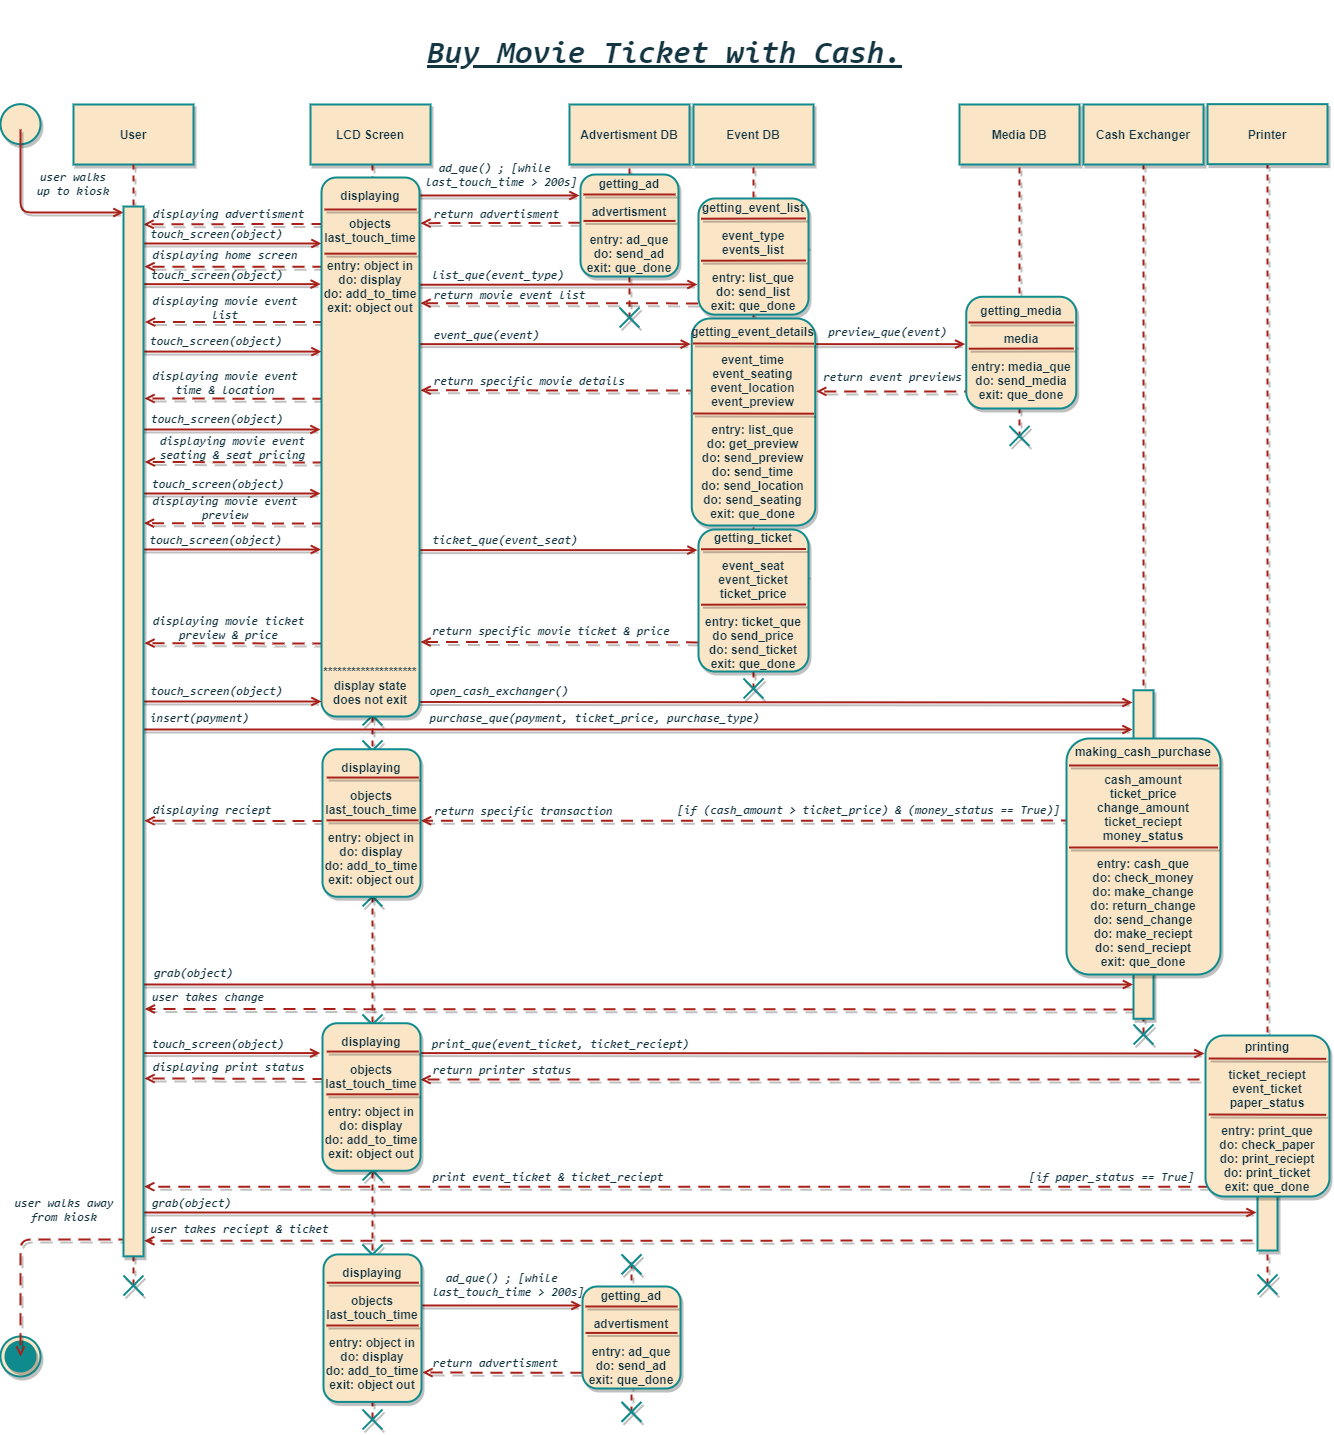 Buy Movie Ticket with Cash.
User
LCD Screen
Advertisment DB
Event DB
Media DB
Cash Exchanger
Printer
user walks
up to kiosk
displaying
objects
last_touch_time
entry: object in
do: display
do: add_to_time
exit: object out
*******************
display state
does not exit
ad_que() ; [while
last_touch_time > 200s]
getting_ad
advertisment
entry: ad_que
do: send_ad
exit: que_done
displaying advertisment
return advertisment
touch_screen(object)
displaying home screen
touch_screen(object)
list_que(event_type)
getting_event_list
event_type
events_list
entry: list_que
do: send_list
exit: que_done
displaying movie event
list
return movie event list
touch_screen(object)
event_que(event)
getting_event_details
event_time
event_seating
event_location
event_preview
entry: list_que
do: get_preview
do: send_preview
do: send_time
do: send_location
do: send_seating
exit: que_done
preview_que(event)
getting_media
media
entry: media_que
do: send_media
exit: que_done
return event previews
return specific movie details
displaying movie event
time & location
touch_screen(object)
displaying movie event
seating & seat pricing
touch_screen(object)
displaying movie event
preview
touch_screen(object)
ticket_que(event_seat)
getting_ticket
event_seat
event_ticket
ticket_price
entry: ticket_que
do send_price
do: send_ticket
exit: que_done
displaying movie ticket
preview & price
return specific movie ticket & price
touch_screen(object)
open_cash_exchanger()
insert(payment)
purchase_que(payment, ticket_price, purchase_type)
displaying
objects
last_touch_time
entry: object in
do: display
do: add_to_time
exit: object out
making_cash_purchase
cash_amount
ticket_price
change_amount
ticket_reciept
money_status
entry: cash_que
do: check_money
do: make_change
do: return_change
do: send_change
do: make_reciept
do: send_reciept
exit: que_done
displaying reciept
return specific transaction
[if (cash_amount > ticket_price) & (money_status == True)]
grab(object)
user takes change
touch_screen(object)
displaying
objects
last_touch_time
entry: object in
do: display
do: add_to_time
exit: object out
print_que(event_ticket, ticket_reciept)
printing
ticket_reciept
event_ticket
paper_status
entry: print_que
do: check_paper
do: print_reciept
do: print_ticket
exit: que_done
displaying print status
return printer status
print event_ticket & ticket_reciept
[if paper_status == True]
user walks away
from kiosk
grab(object)
user takes reciept & ticket
displaying
objects
last_touch_time
entry: object in
do: display
do: add_to_time
exit: object out
ad_que() ; [while
last_touch_time > 200s]
getting_ad
advertisment
entry: ad_que
do: send_ad
exit: que_done
return advertisment